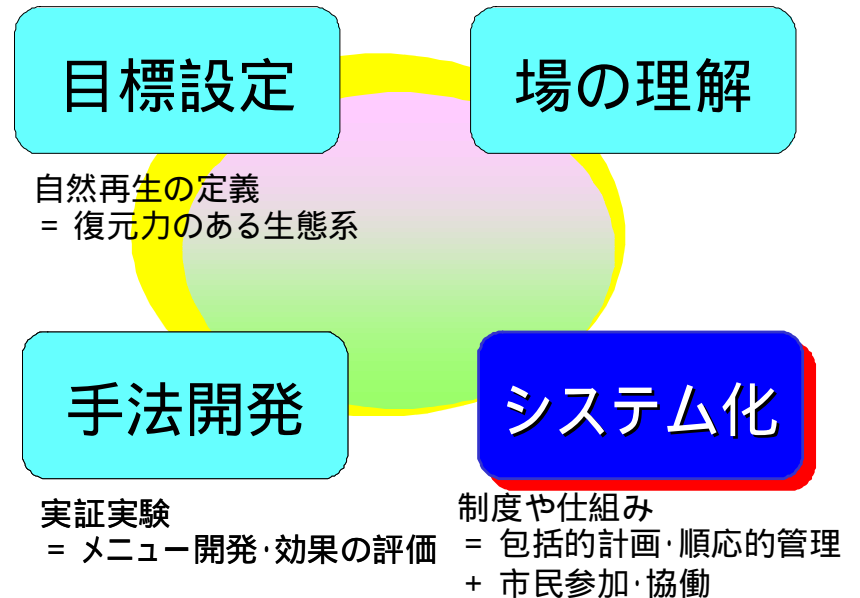 目標設定
場の理解
自然再生の定義
= 復元力のある生態系
手法開発
システム化
実証実験
= メニュー開発・効果の評価
制度や仕組み
= 包括的計画・順応的管理
+ 市民参加・協働